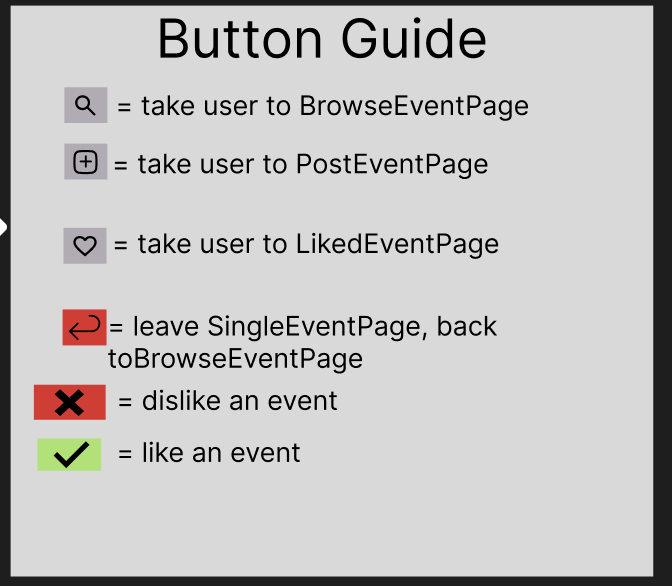 Button Guide
= take user to BrowseEventPage
= take user to PostEventPage
= take user to LikedEventPage
= leave SingleEventPage, back
toBrowseEventPage
= dislike an event
= like an event